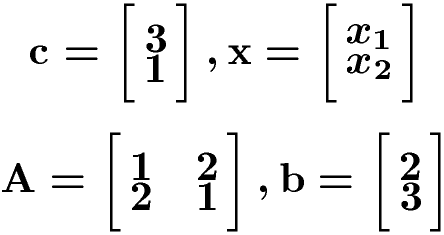 c = [ 3 1 ] , x = [ x₁ x₂ ]
A = [ 1 2 2 1 ] , b = [ 2 3 ]